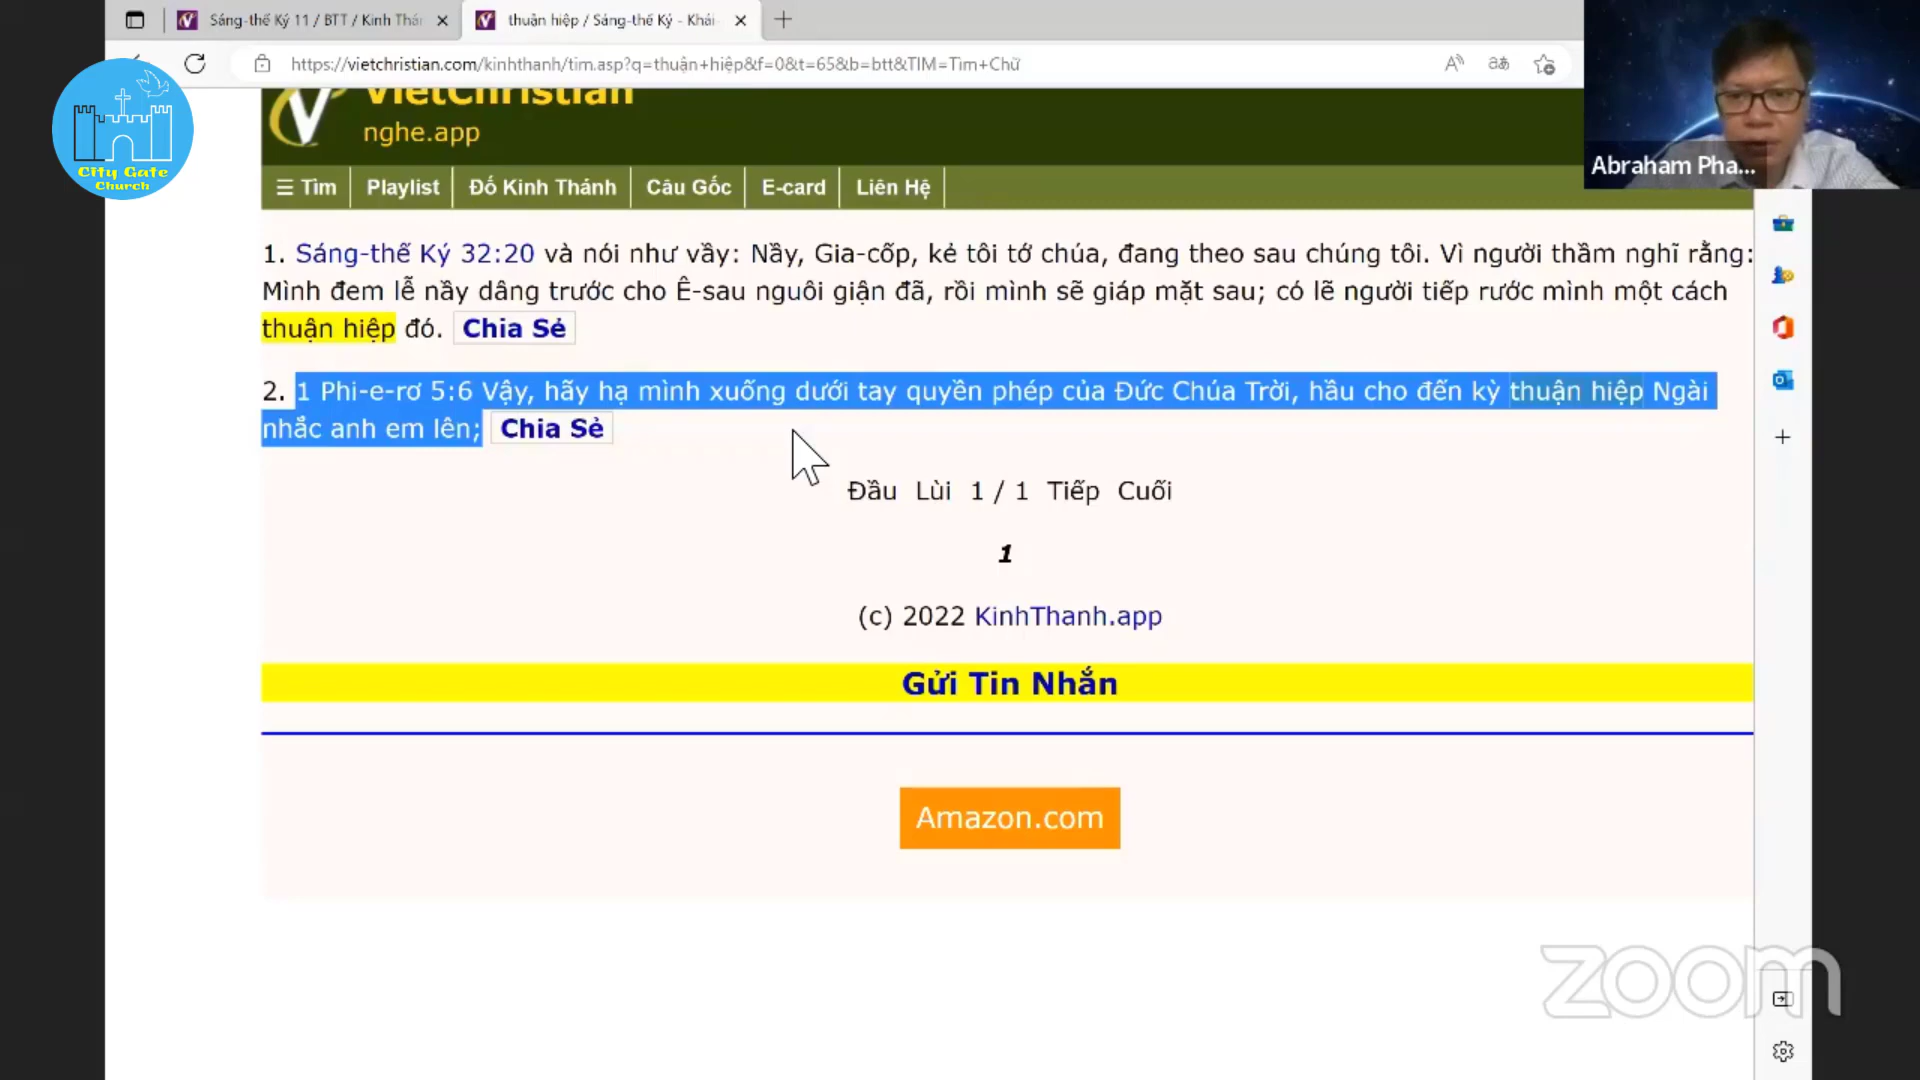 Sáng-thế Ký 11 / BTT / Kinh Thá
thuận hiệp / Sáng-thế Ký - Khải
https://vietchristian.com/kinhthanh/tim.asp?q=thuận+hiệp&f=0&t=65&b=btt&TIM=Tìm+Chữ
City Gate
Church
VietChristian
nghe.app
Abraham Pha...
☰ Tìm Playlist Đố Kinh Thánh Câu Gốc E-card Liên Hệ
1. Sáng-thế Ký 32:20 và nói như vầy: Nầy, Gia-cốp, kẻ tôi tớ chúa, đang theo sau chúng tôi. Vì người thầm nghĩ rằng:
Mình đem lễ nầy dâng trước cho Ê-sau nguôi giận đã, rồi mình sẽ giáp mặt sau; có lẽ người tiếp rước mình một cách
thuận hiệp đó. Chia Sẻ
2. 1 Phi-e-rơ 5:6 Vậy, hãy hạ mình xuống dưới tay quyền phép của Đức Chúa Trời, hầu cho đến kỳ thuận hiệp Ngài
nhắc anh em lên; Chia Sẻ
Đầu Lùi 1 / 1 Tiếp Cuối
1
(c) 2022 KinhThanh.app
Gửi Tin Nhắn
Amazon.com
zoom